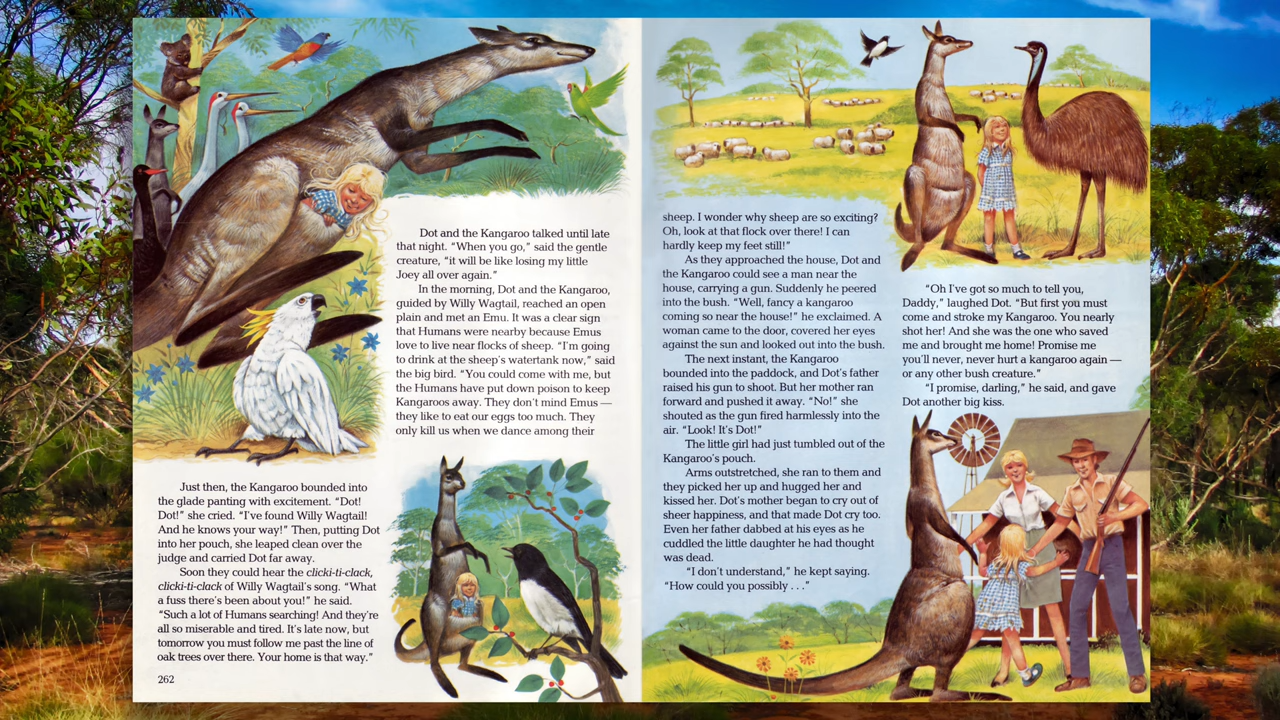 Just then, the Kangaroo bounded into
the glade panting with excitement. “Dot!
Dot!” she cried. “I've found Willy Wagtail!
And he knows your way!” Then, putting Dot
into her pouch, she leaped clean over the
judge and carried Dot far away.
Soon they could hear the clicki-ti-clack,
clicki-ti-clack of Willy Wagtail's song. “What
a fuss there's been about you!” he said.
“Such a lot of Humans searching! And they're
all so miserable and tired. It's late now, but
tomorrow you must follow me past the line of
oak trees over there. Your home is that way.”
262
Dot and the Kangaroo talked until late
that night. “When you go,” said the gentle
creature, “it will be like losing my little
Joey all over again.”
In the morning, Dot and the Kangaroo,
guided by Willy Wagtail, reached an open
plain and met an Emu. It was a clear sign
that Humans were nearby because Emus
love to live near flocks of sheep. “I'm going
to drink at the sheep's watertank now,” said
the big bird. “You could come with me, but
the Humans have put down poison to keep
Kangaroos away. They don't mind Emus —
they like to eat our eggs too much. They
only kill us when we dance among their
sheep. I wonder why sheep are so exciting?
Oh, look at that flock over there! I can
hardly keep my feet still!”
As they approached the house, Dot and
the Kangaroo could see a man near the
house, carrying a gun. Suddenly he peered
into the bush. “Well, fancy a kangaroo
coming so near the house!” he exclaimed. A
woman came to the door, covered her eyes
against the sun and looked out into the bush.
The next instant, the Kangaroo
bounded into the paddock, and Dot's father
raised his gun to shoot. But her mother ran
forward and pushed it away. “No!” she
shouted as the gun fired harmlessly into the
air. “Look! It's Dot!”
The little girl had just tumbled out of the
Kangaroo's pouch.
Arms outstretched, she ran to them and
they picked her up and hugged her and
kissed her. Dot's mother began to cry out of
sheer happiness, and that made Dot cry too.
Even her father dabbed at his eyes as he
cuddled the little daughter he had thought
was dead.
“I don't understand,” he kept saying.
“How could you possibly . . .”
“Oh I've got so much to tell you,
Daddy,” laughed Dot. “But first you must
come and stroke my Kangaroo. You nearly
shot her! And she was the one who saved
me and brought me home! Promise me
you'll never, never hurt a kangaroo again —
or any other bush creature.”
“I promise, darling,” he said, and gave
Dot another big kiss.